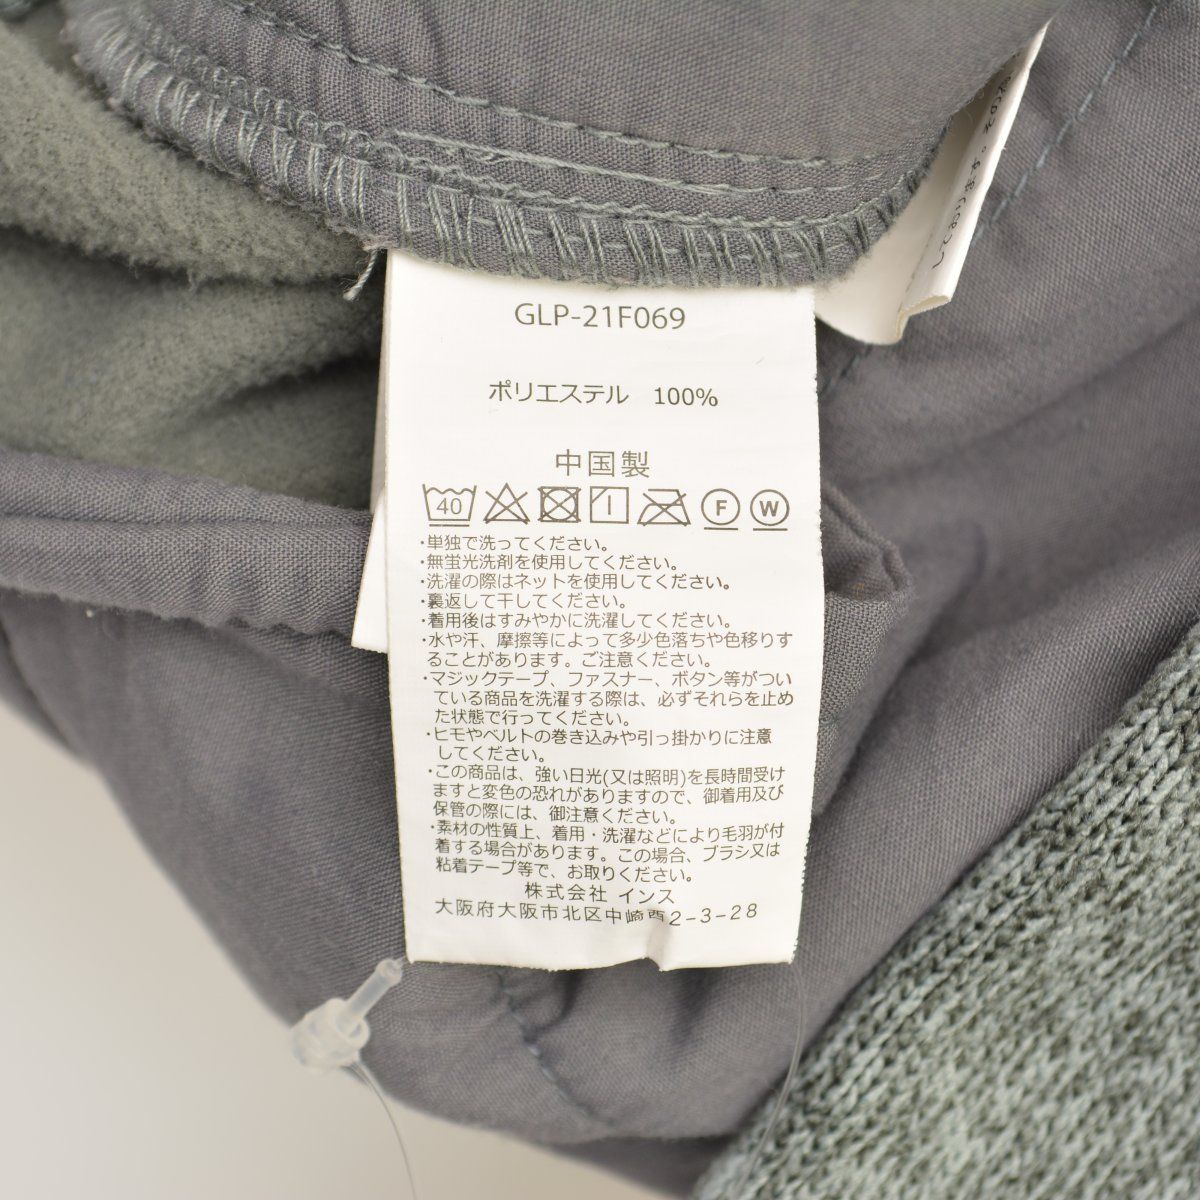 GLP-21F069
ポリエステル 100%
中国製
40 F W
・単独で洗ってください。
・無蛍光洗剤を使用してください。
・洗濯の際はネットを使用してください。
・裏返して干してください。
・着用後はすみやかに洗濯してください。
・水や汗、摩擦等によって多少色落ちや色移りす
ることがあります。ご注意ください。
・マジックテープ、ファスナー、ボタン等がつい
ている商品を洗濯する際は、必ずそれらを止め
た状態で行ってください。
・ヒモやベルトの巻き込みや引っ掛かりに注意
してください。
・この商品は、強い日光(又は照明)を長時間受け
ますと変色の恐れがありますので、御着用及び
保管の際には、御注意ください。
・素材の性質上、着用・洗濯などにより毛羽が付
着する場合があります。この場合、ブラシ又は
粘着テープ等で、お取りください。
株式会社 インス
大阪府大阪市北区中崎西2-3-28